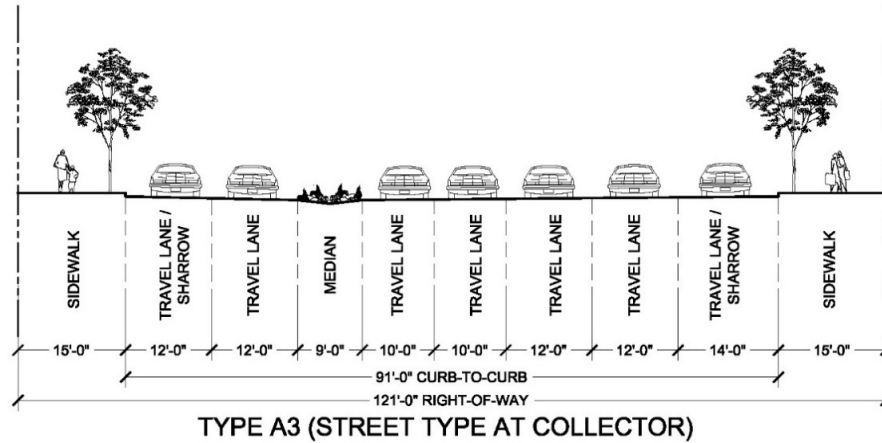 SIDEWALK
TRAVEL LANE /
SHARROW
TRAVEL LANE
MEDIAN
TRAVEL LANE
TRAVEL LANE
TRAVEL LANE
TRAVEL LANE
TRAVEL LANE /
SHARROW
SIDEWALK
15'-0" 12'-0" 12'-0" 9'-0" 10'-0" 10'-0" 12'-0" 12'-0" 14'-0" 15'-0"
91'-0" CURB-TO-CURB
121'-0" RIGHT-OF-WAY
TYPE A3 (STREET TYPE AT COLLECTOR)